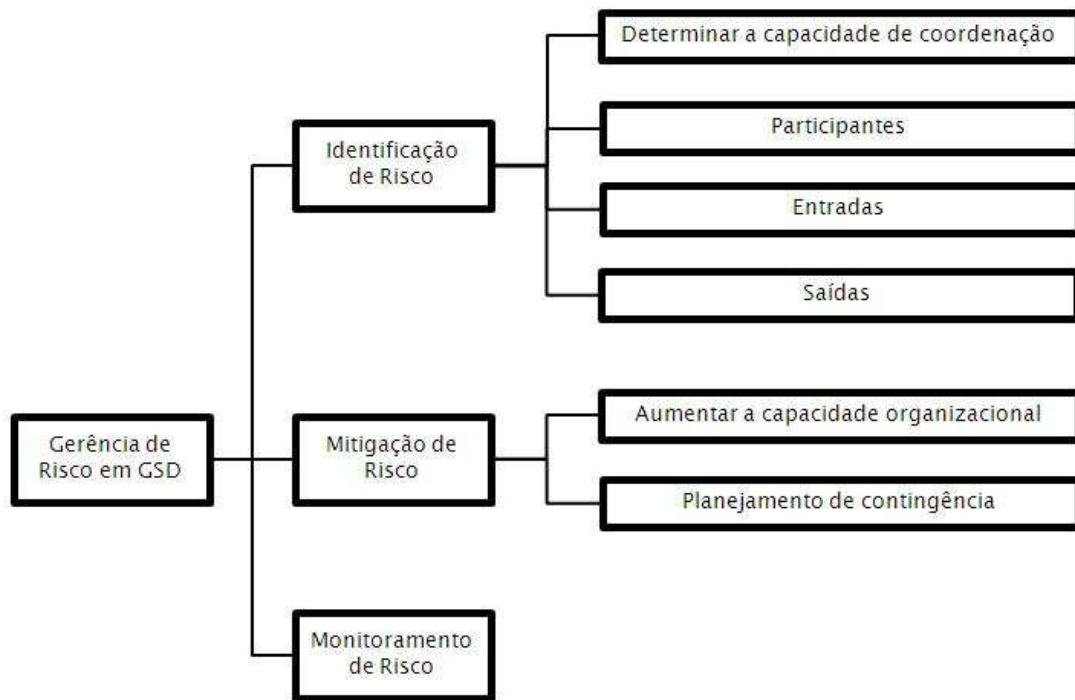 Determinar a capacidade de coordenação
Identificação
de Risco
Participantes
Entradas
Saídas
Gerência de
Risco em GSD
Mitigação de
Risco
Aumentar a capacidade organizacional
Planejamento de contingência
Monitoramento
de Risco